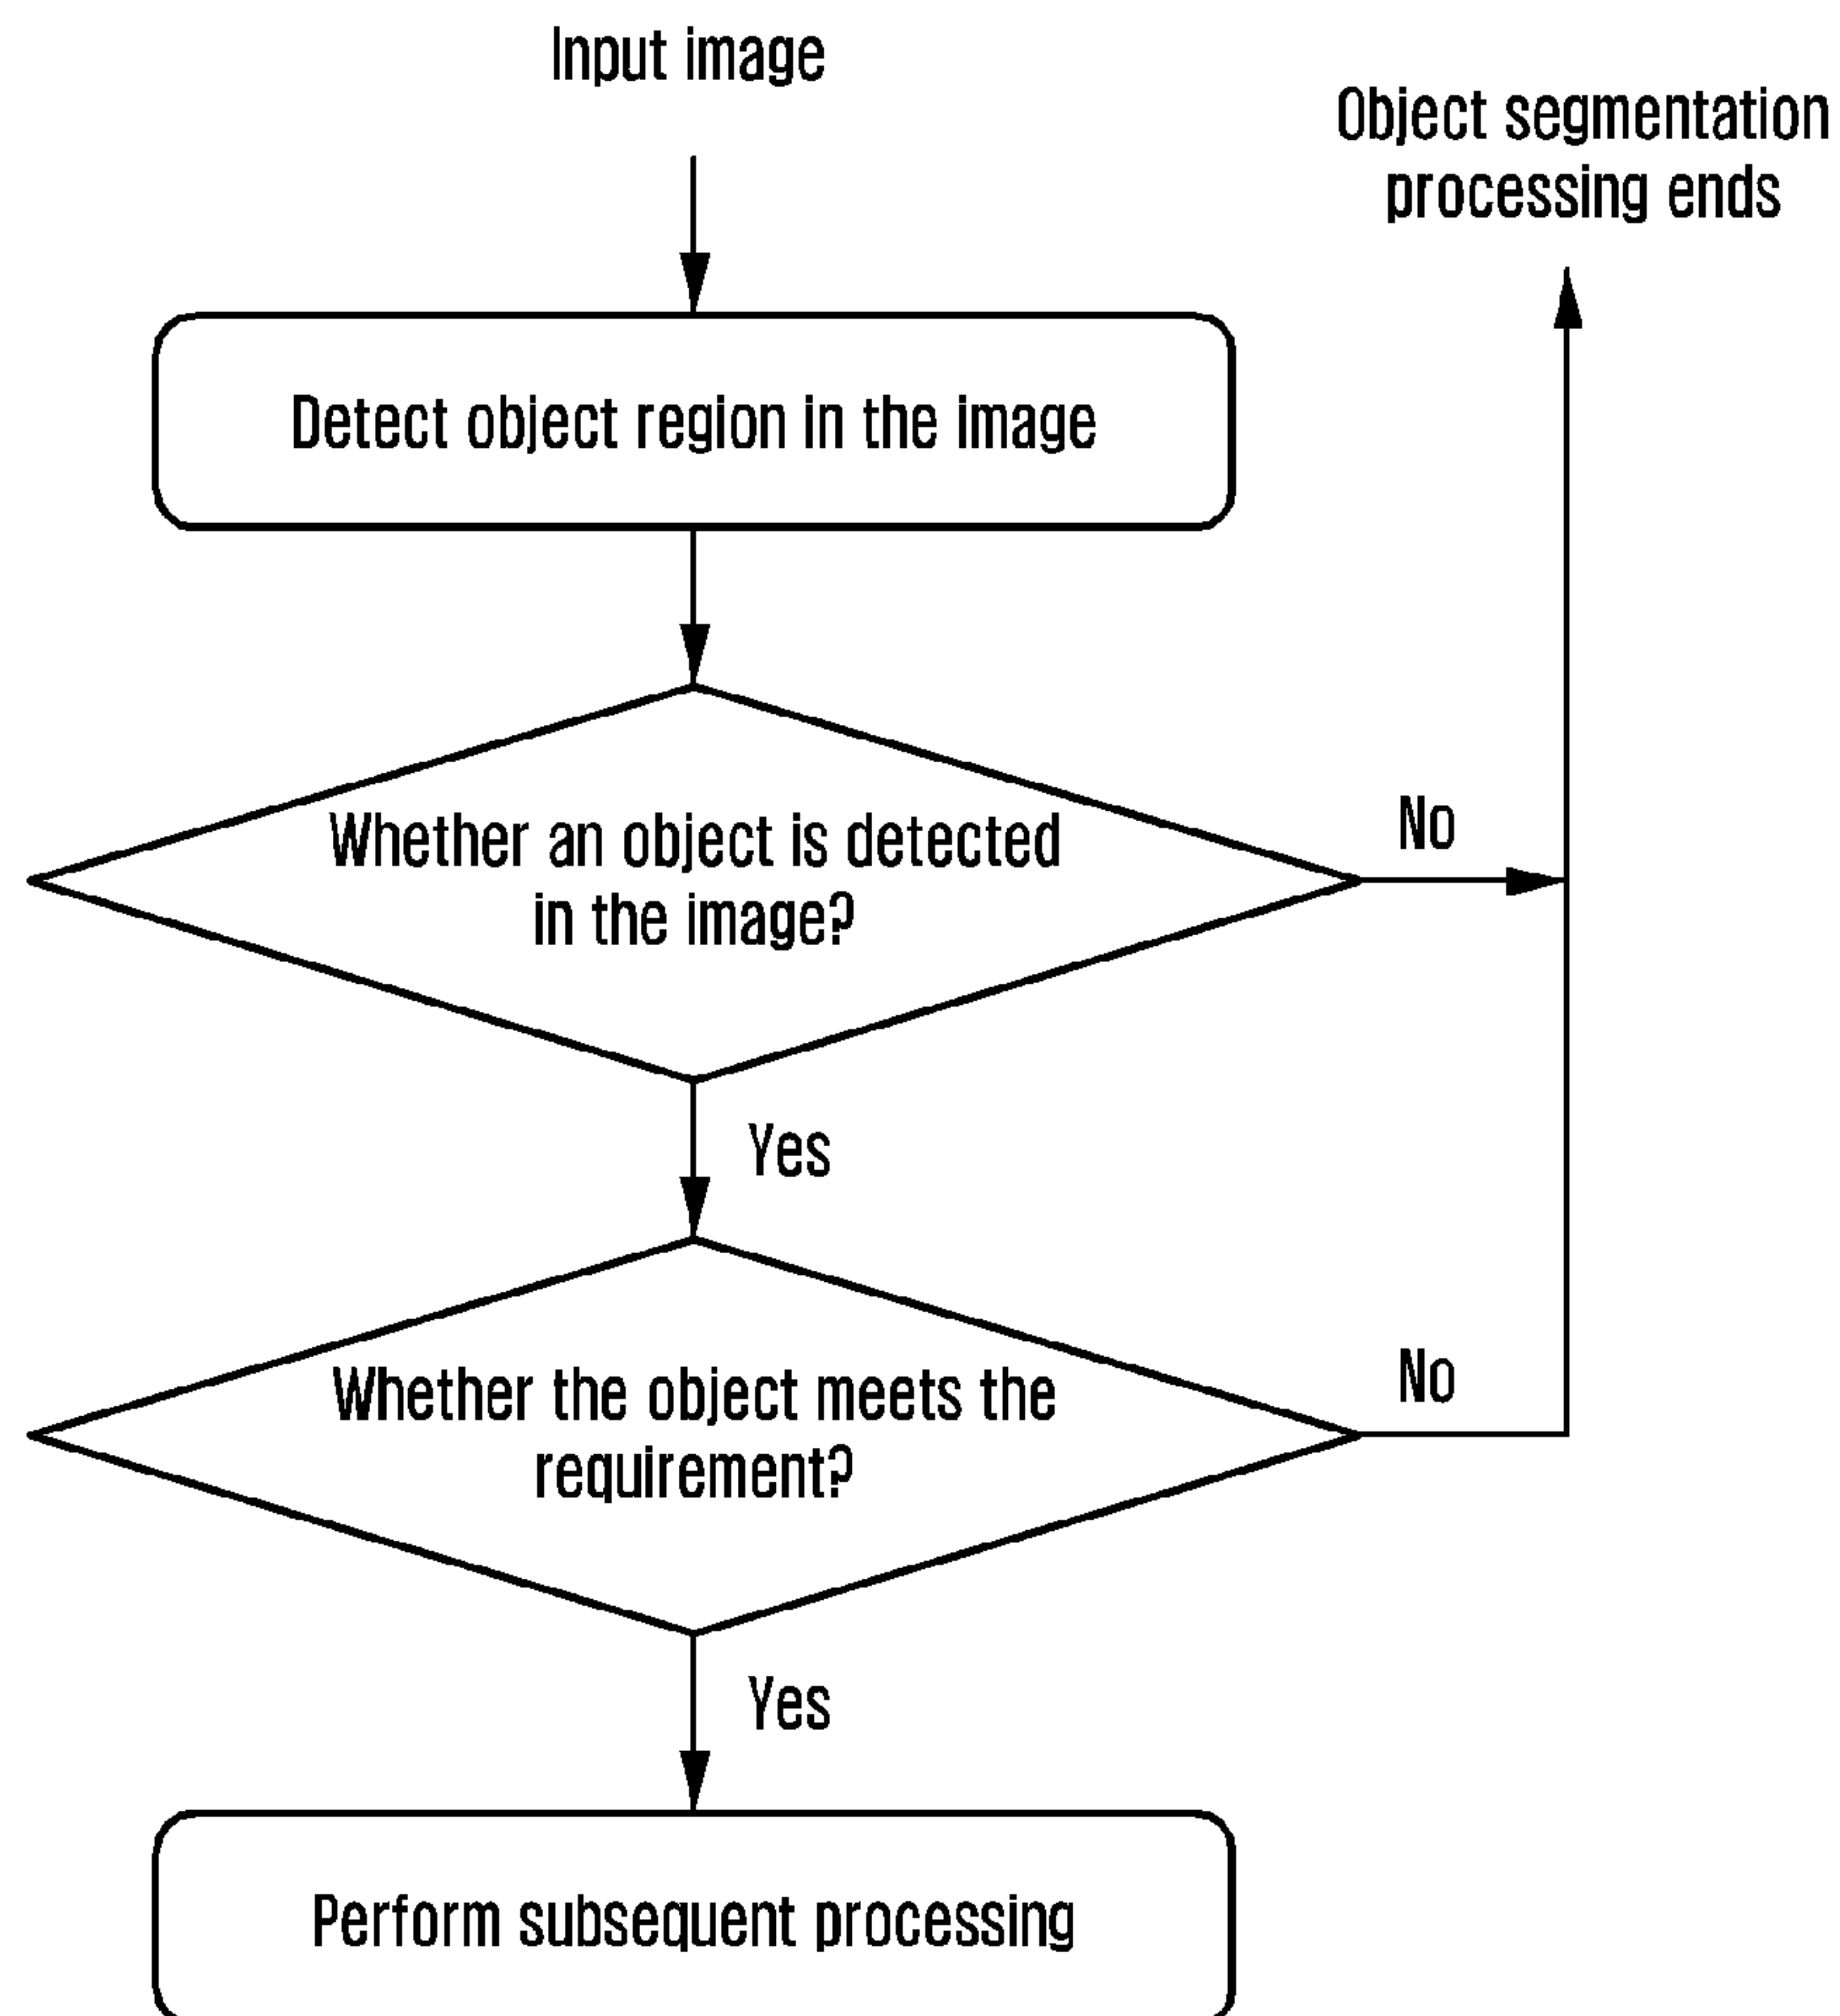 Input image
Object segmentation
processing ends
Detect object region in the image
Whether an object is detected
in the image?
No
Yes
Whether the object meets the
requirement?
No
Yes
Perform subsequent processing